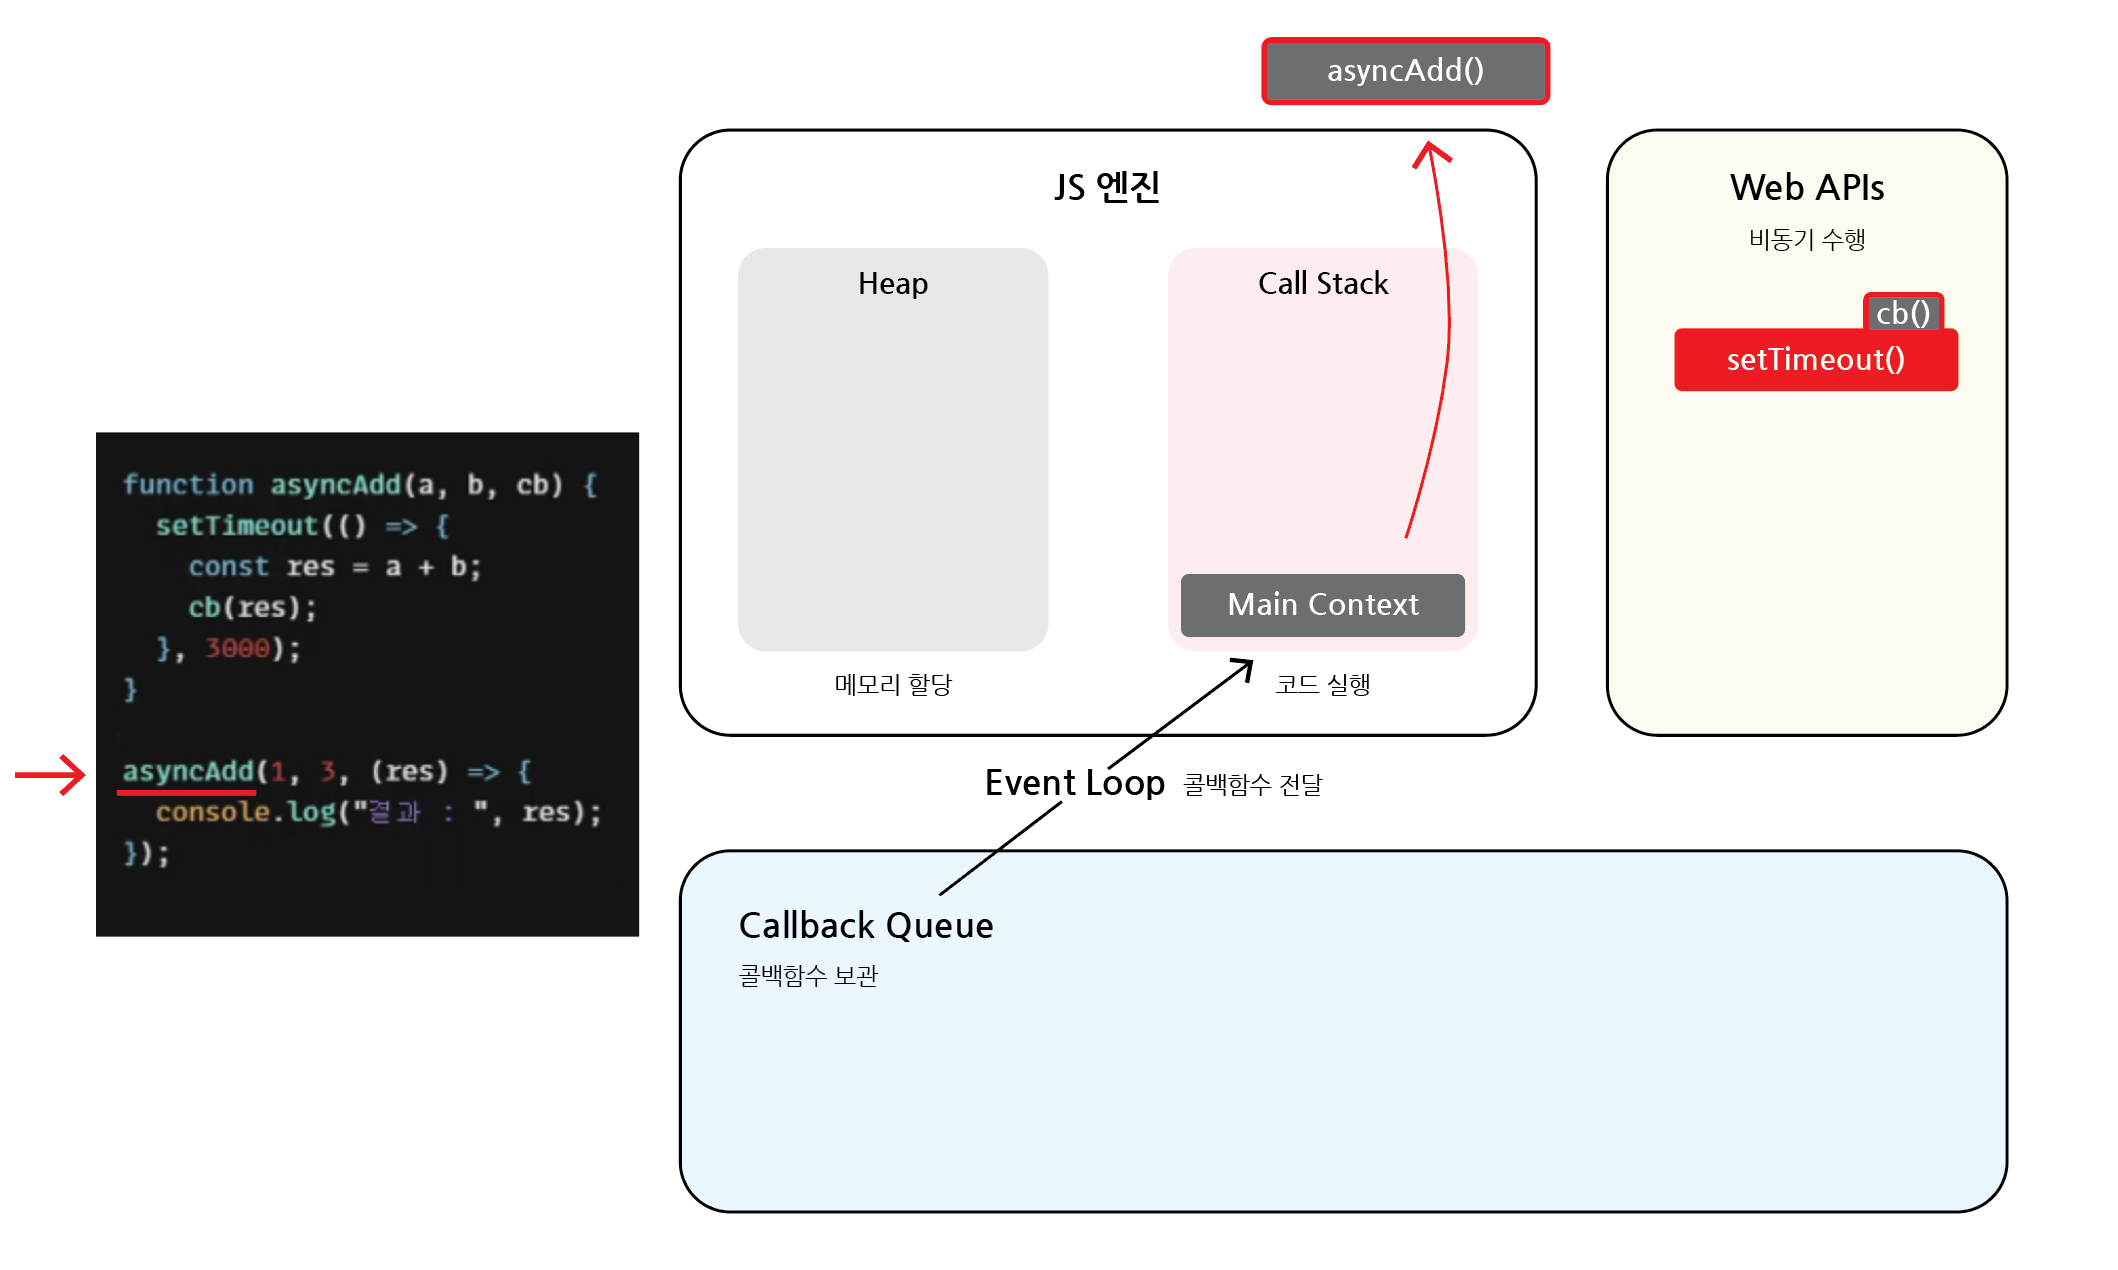 asyncAdd()
JS 엔진
Heap
메모리 할당
Call Stack
Main Context
코드 실행
Web APIs
비동기 수행
cb()
setTimeout()
function asyncAdd(a, b, cb) {
  setTimeout(() => {
    const res = a + b;
    cb(res);
  }, 3000);
}
asyncAdd(1, 3, (res) => {
  console.log("결과 : ", res);
});
Event Loop 콜백함수 전달
Callback Queue
콜백함수 보관